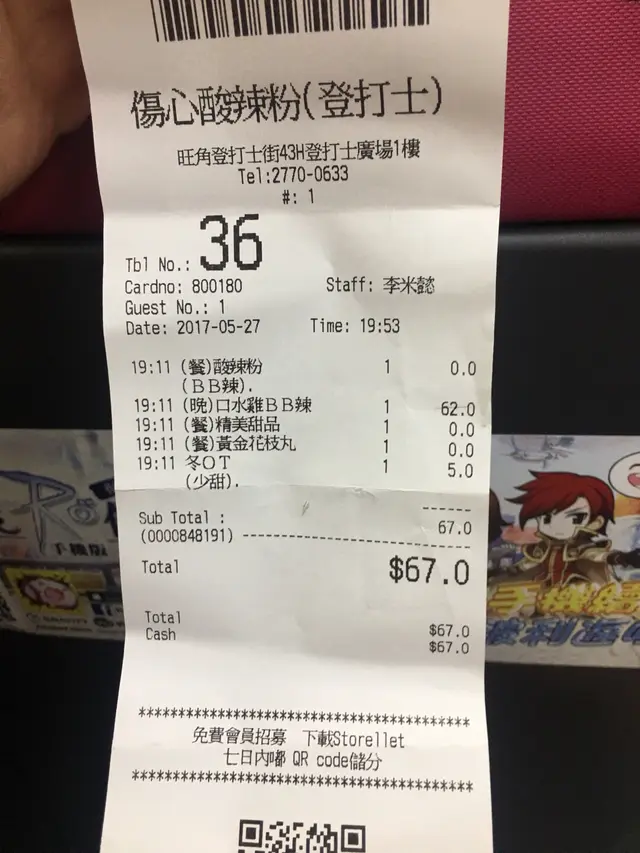 傷心酸辣粉(登打士)
旺角登打士街43H登打士廣場1樓
Tel:2770-0633
#: 1
Tbl No.: 36
Cardno: 800180 Staff: 李米懿
Guest No.: 1
Date: 2017-05-27 Time: 19:53
19:11 (餐)酸辣粉 1 0.0
(ＢＢ辣).
19:11 (晩)口水雞ＢＢ辣 1 62.0
19:11 (餐)精美甜品 1 0.0
19:11 (餐)黃金花枝丸 1 0.0
19:11 冬ＯＴ 1 5.0
(少甜).
------
Sub Total : 67.0
(0000848191) ------------------------
Total $67.0
Total $67.0
Cash $67.0
****************************************
免費會員招募 下載Storellet
七日內嘟 QR code儲分
****************************************
手機版
GRAVITY
手機